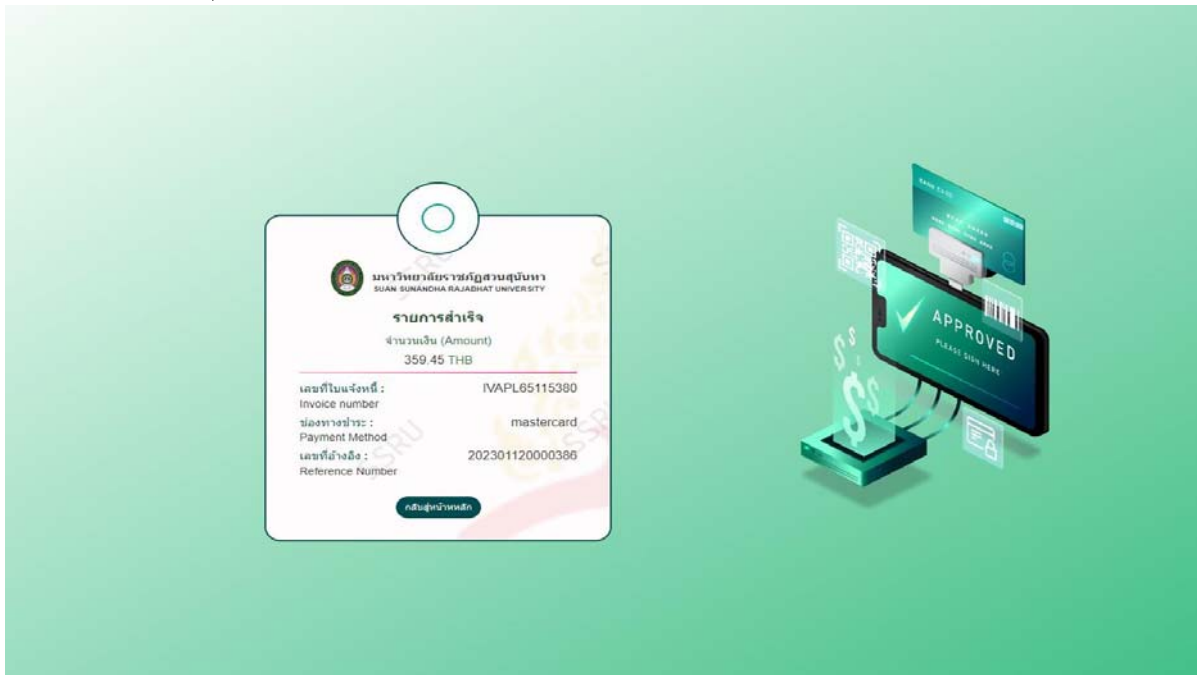 มหาวิทยาลัยราชภัฏสวนสุนันทา
SUAN SUNANDHA RAJABHAT UNIVERSITY
รายการสำเร็จ
จำนวนเงิน (Amount)
359.45 THB
เลขที่ใบแจ้งหนี้ : IVAPL65115380
Invoice number
ช่องทางชำระ : mastercard
Payment Method
เลขที่อ้างอิง : 202301120000386
Reference Number
กลับสู่หน้าหลัก
SSRU
SSRU
SSRU
BANK CARD
APPROVED
PLEASE SIGN HERE